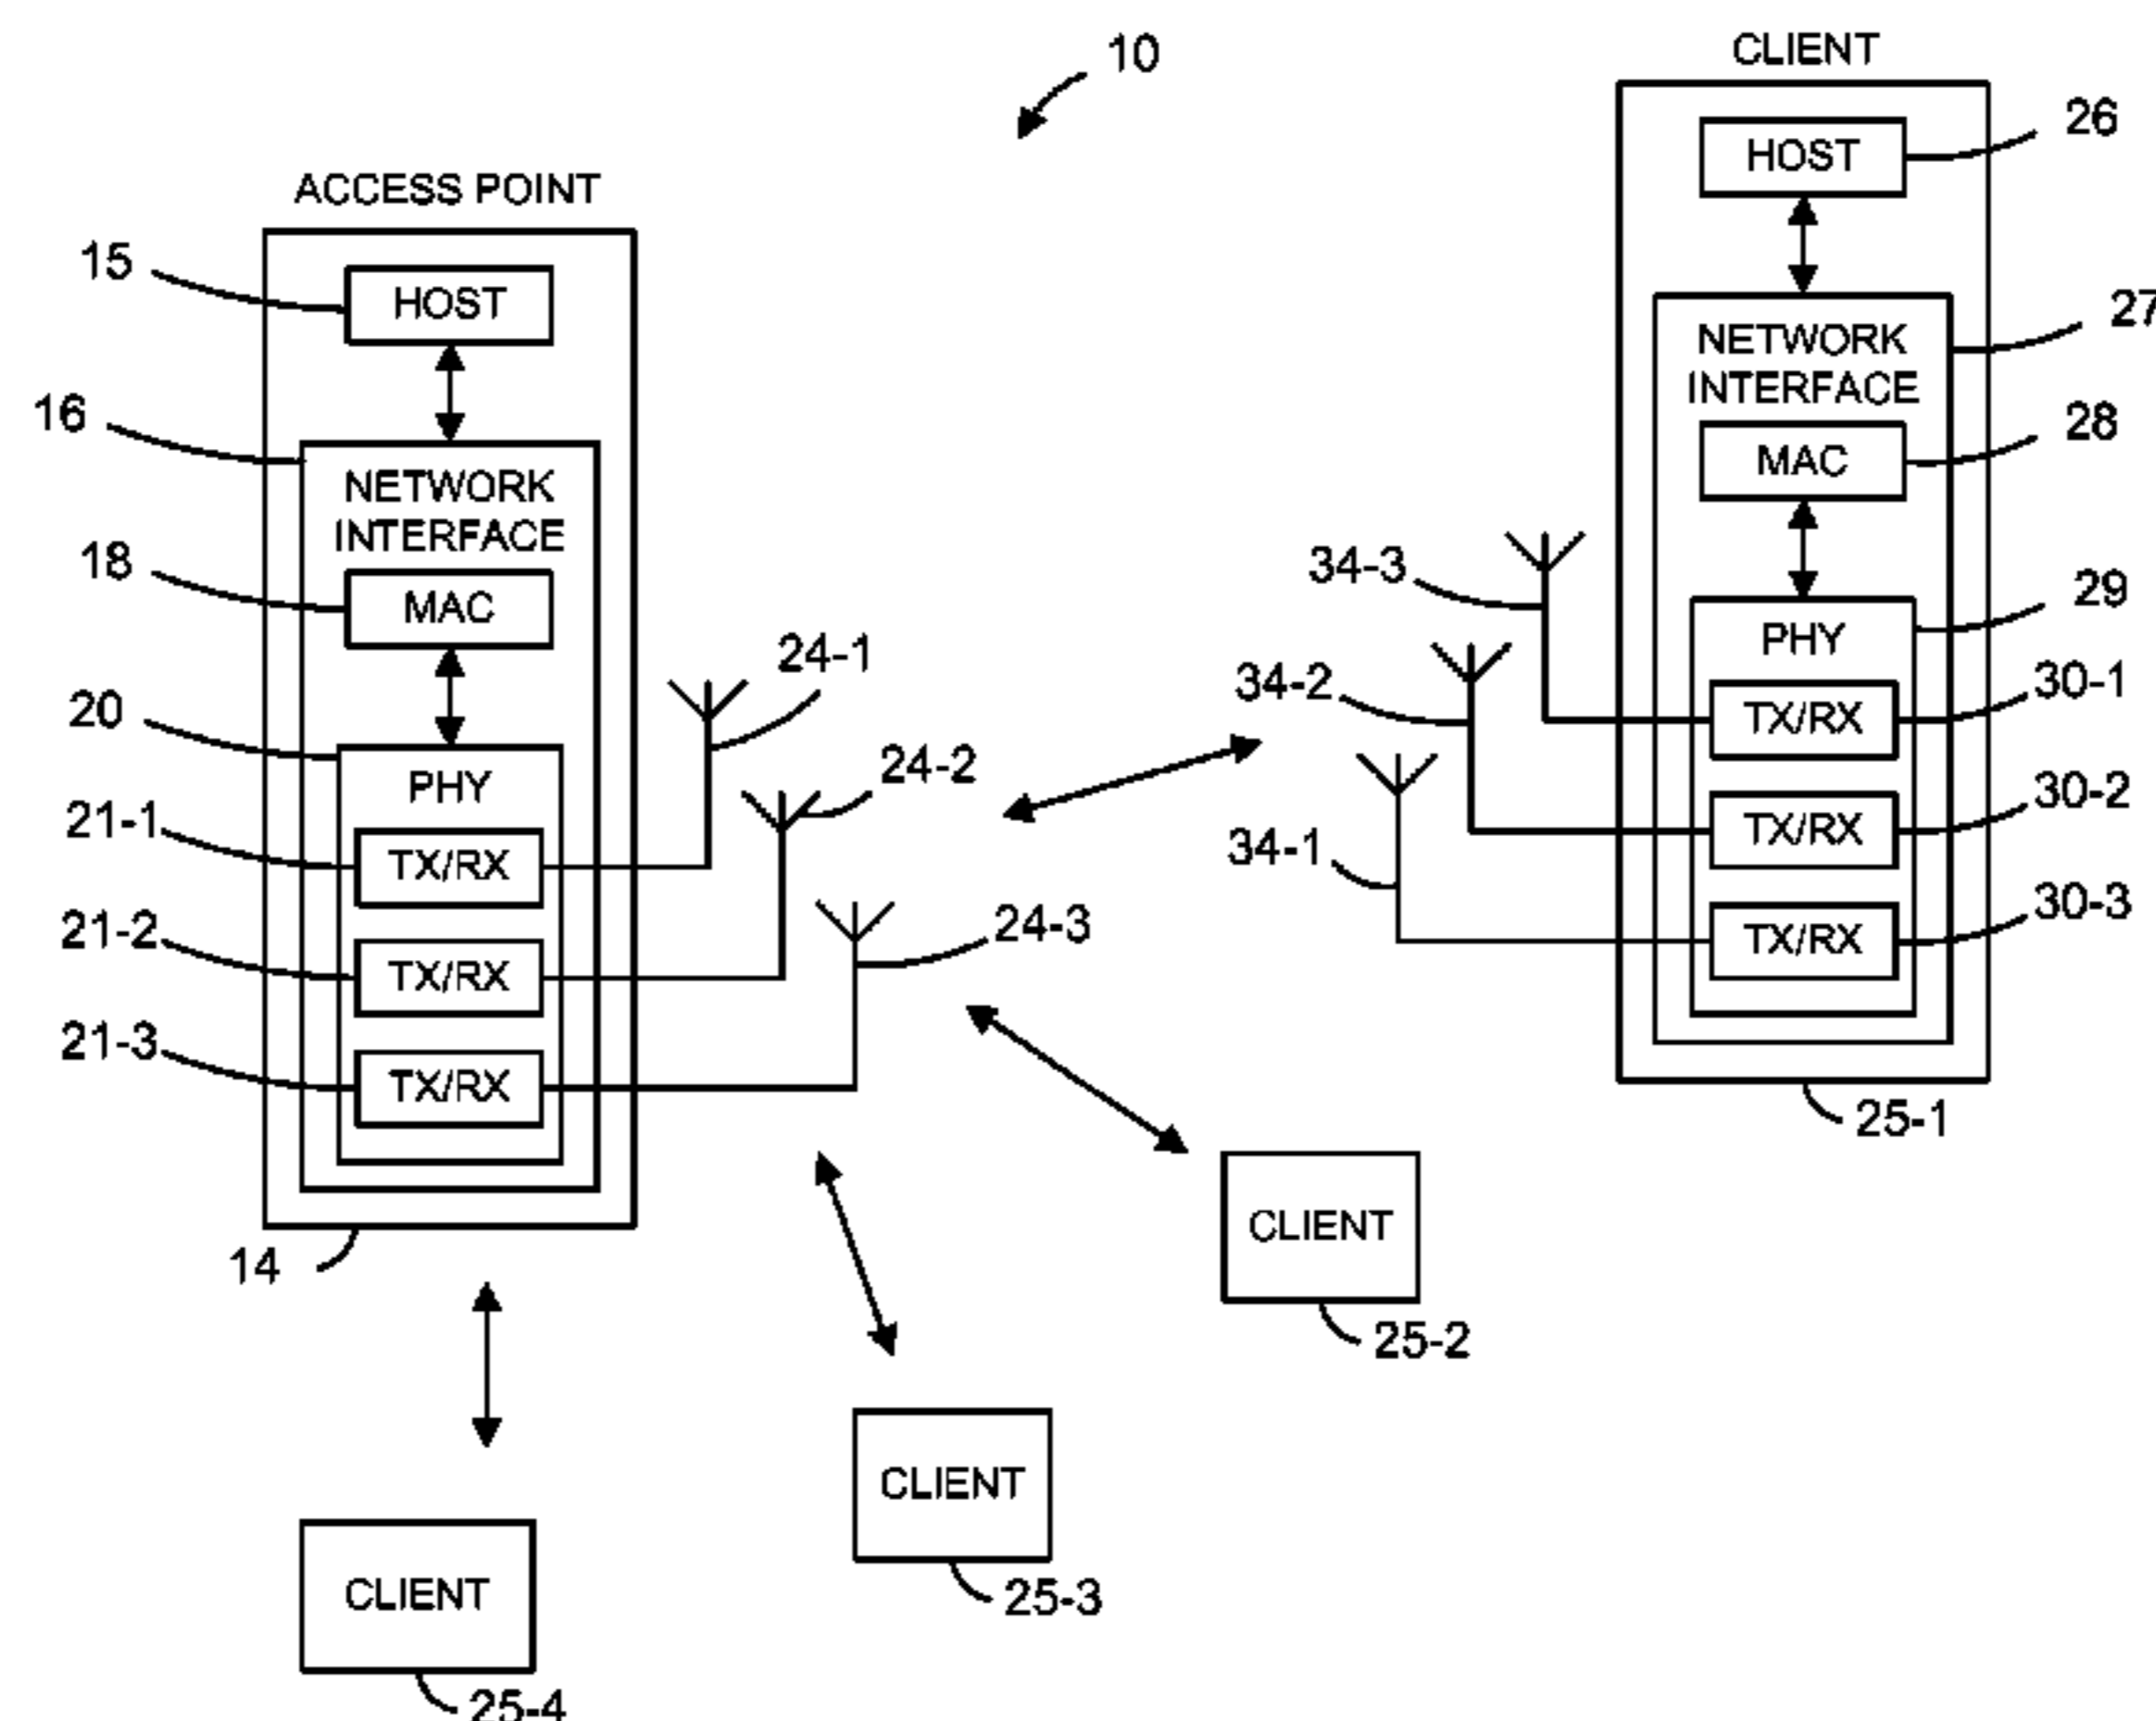 10
CLIENT
HOST
26
NETWORK
INTERFACE
27
MAC
28
PHY
29
TX/RX
30-1
TX/RX
30-2
TX/RX
30-3
34-3
34-2
34-1
25-1
ACCESS POINT
15
HOST
16
NETWORK
INTERFACE
18
MAC
20
PHY
21-1
TX/RX
21-2
TX/RX
21-3
TX/RX
24-1
24-2
24-3
14
CLIENT
25-2
CLIENT
25-3
CLIENT
25-4